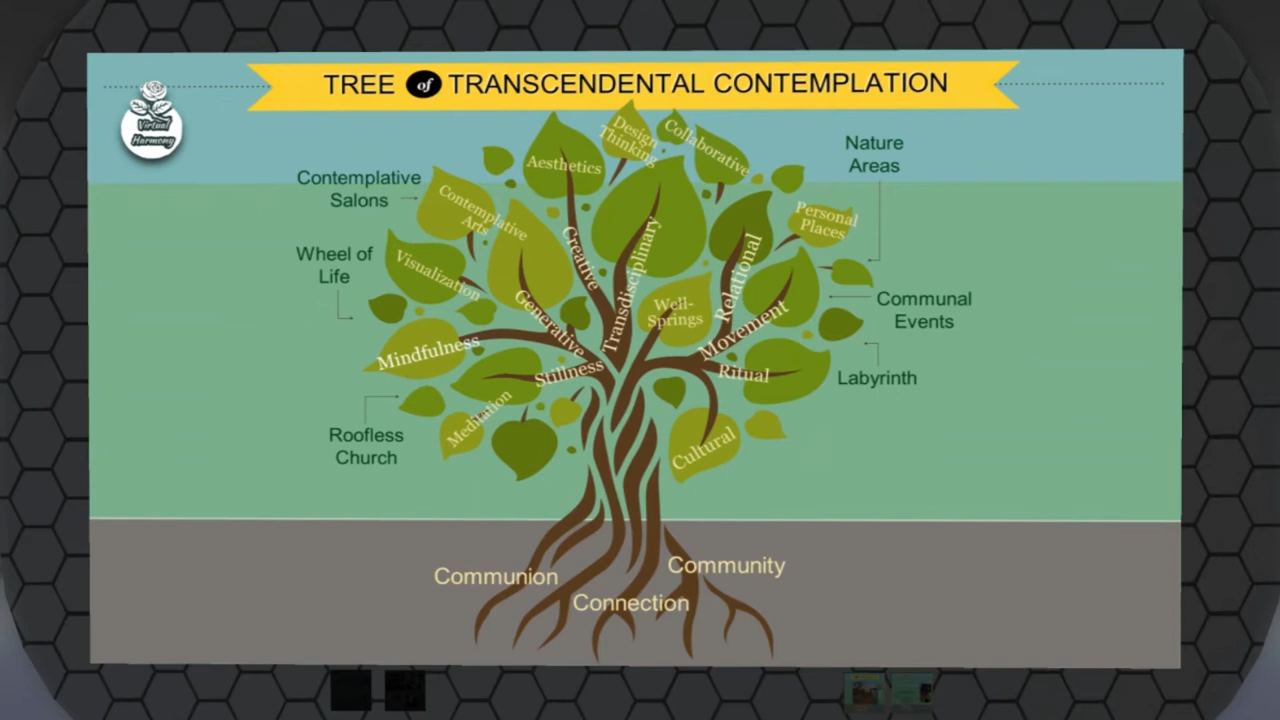 TREE of TRANSCENDENTAL CONTEMPLATION
Virtual
Harmony
Design
Thinking
Collaborative
Aesthetics
Nature
Areas
Contemplative
Salons
Contemplative
Arts
Personal
Places
Wheel of
Life
Visualization
Creative
Transdisciplinary
Relational
Generative
Well-
Springs
Movement
Communal
Events
Mindfulness
Stillness
Ritual
Labyrinth
Roofless
Church
Meditation
Cultural
Communion
Community
Connection